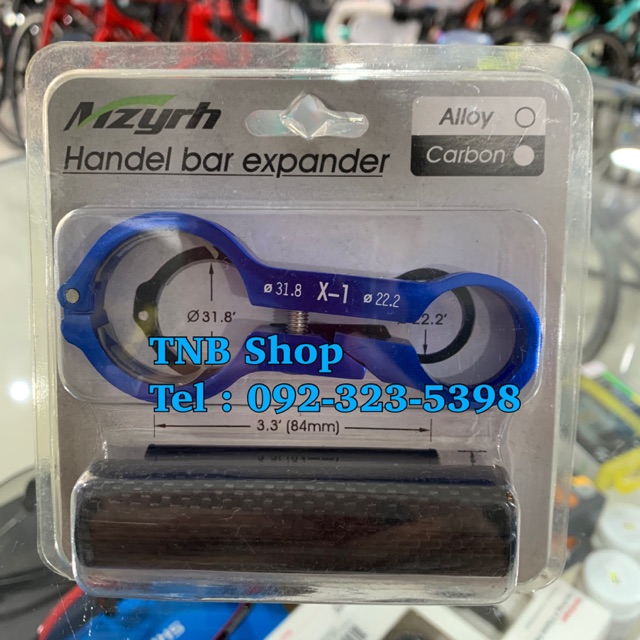 Mzyrh
Alloy
Handel bar expander
Carbon
ø 31.8 X-1 ø 22.2
Ø31.8'
2.2'
TNB Shop
Tel : 092-323-5398
3.3' (84mm)